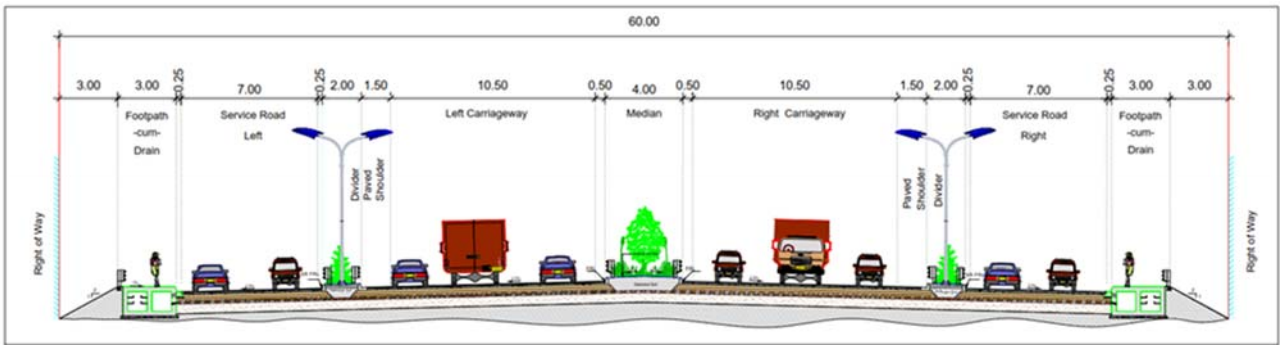 60.00
3.00
3.00
0.25
7.00
0.25
2.00
1.50
10.50
0.50
4.00
0.50
10.50
1.50
2.00
0.25
7.00
0.25
3.00
3.00
Footpath
-cum-
Drain
Service Road
Left
Divider
Paved
Shoulder
Left Carriageway
Median
Right Carriageway
Paved
Shoulder
Divider
Service Road
Right
Footpath
-cum-
Drain
Right of Way
Right of Way